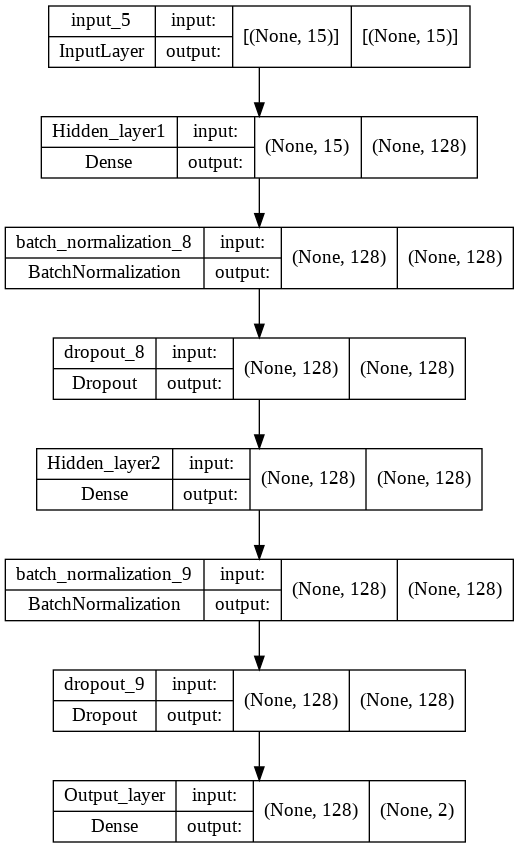 input_5 input: [(None, 15)] [(None, 15)]
InputLayer output:
Hidden_layer1 input: (None, 15) (None, 128)
Dense output:
batch_normalization_8 input: (None, 128) (None, 128)
BatchNormalization output:
dropout_8 input: (None, 128) (None, 128)
Dropout output:
Hidden_layer2 input: (None, 128) (None, 128)
Dense output:
batch_normalization_9 input: (None, 128) (None, 128)
BatchNormalization output:
dropout_9 input: (None, 128) (None, 128)
Dropout output:
Output_layer input: (None, 128) (None, 2)
Dense output: